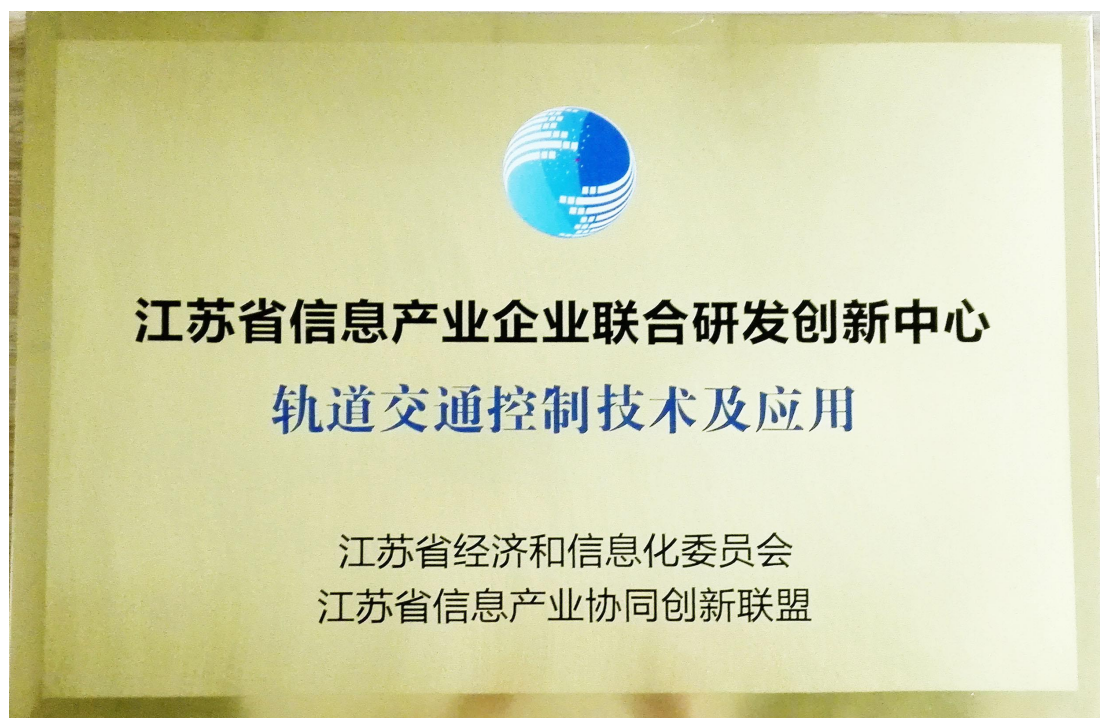 江苏省信息产业企业联合研发创新中心
轨道交通控制技术及应用
江苏省经济和信息化委员会
江苏省信息产业协同创新联盟